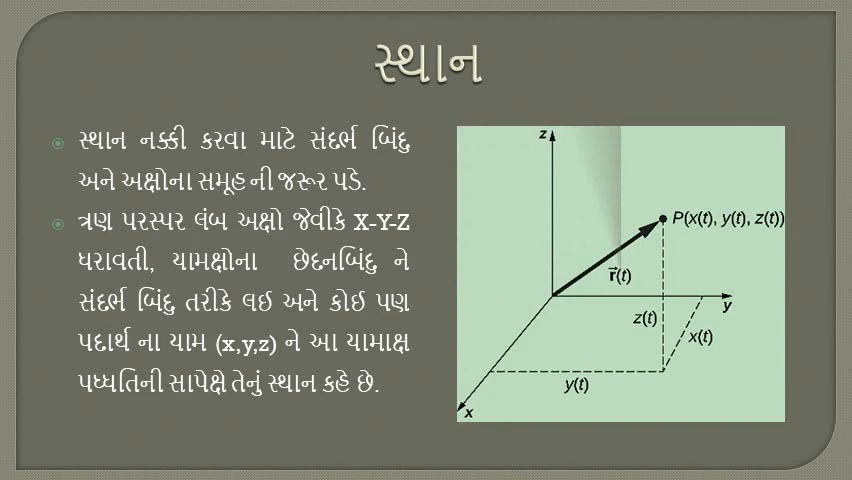 સ્થાન
સ્થાન નક્કી કરવા માટે સંદર્ભ બિંદુ
અને અક્ષોના સમૂહ ની જરૂર પડે.
ત્રણ પરસ્પર લંબ અક્ષો જેવીકે X-Y-Z
ધરાવતી, યામક્ષોના છેદનબિંદુ ને
સંદર્ભ બિંદુ તરીકે લઈ અને કોઈ પણ
પદાર્થ ના યામ (x,y,z) ને આ યામાક્ષ
પધ્ધતિની સાપેક્ષે તેનું સ્થાન કહે છે.
z
P(x(t), y(t), z(t))
r⃗(t)
y
z(t)
x(t)
y(t)
x